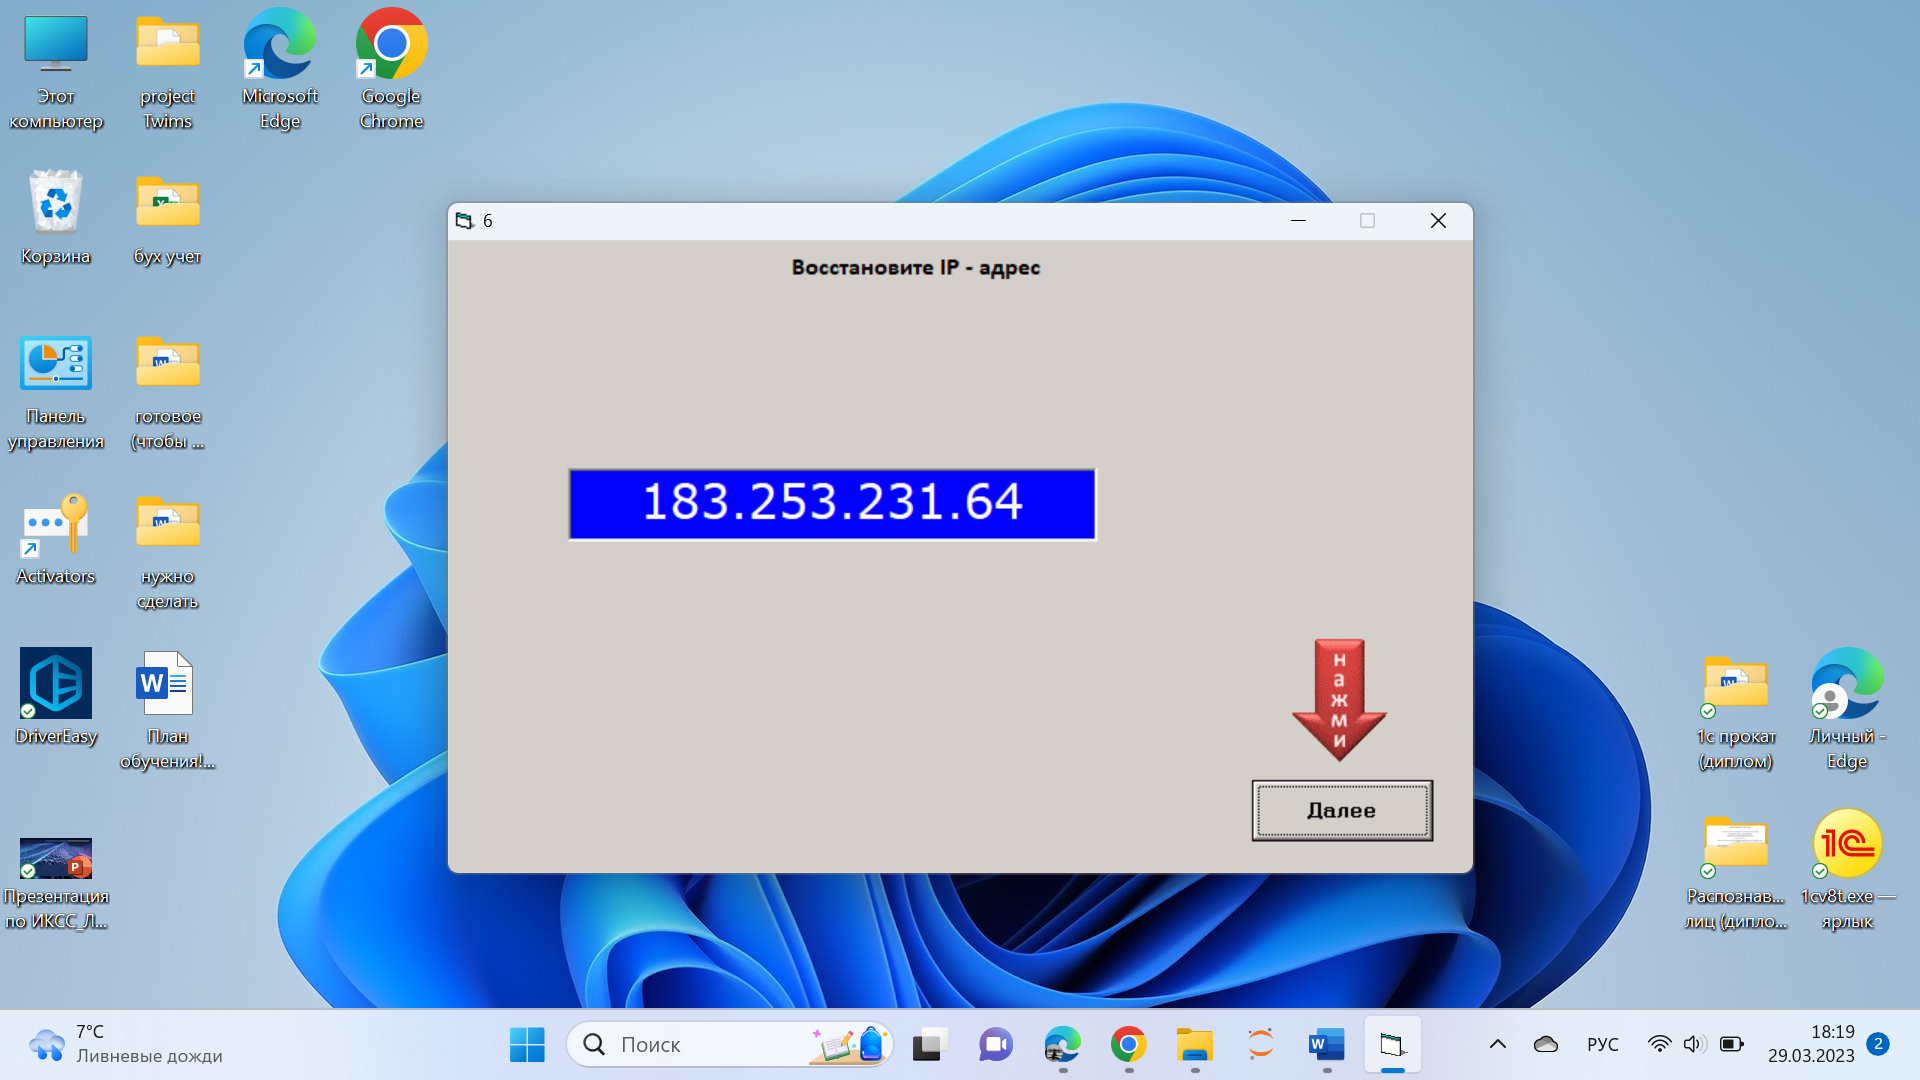 Этот
компьютер
project
Twims
Microsoft
Edge
Google
Chrome
Корзина
бух учет
Панель
управления
готовое
(чтобы ...
Activators
нужно
сделать
DriverEasy
План
обучения!...
Презентация
по ИКСС_Л...
6
Восстановите IP - адрес
183.253.231.64
нажми
Далее
1с прокат
(диплом)
Личный -
Edge
Распознав...
лиц (дипло...
1cv8t.exe —
ярлык
7°C
Ливневые дожди
Поиск
РУС
18:19
29.03.2023
2